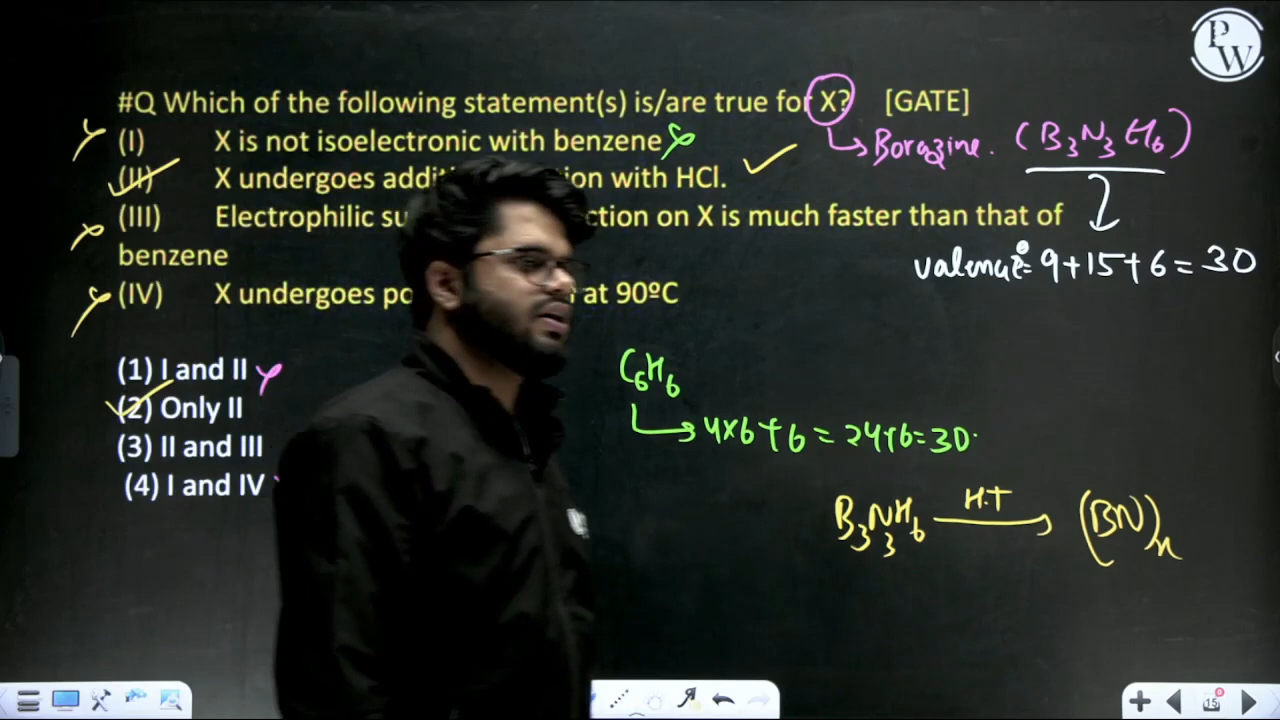 PW
#Q Which of the following statement(s) is/are true for X? [GATE]
↳ Borazine. (B3N3H6)
(I) X is not isoelectronic with benzene
(II) X undergoes addi ion with HCl.
(III) Electrophilic su ction on X is much faster than that of
benzene
valence e⁻ = 9+15+6 = 30
(IV) X undergoes po at 90ºC
(1) I and II
(2) Only II
(3) II and III
(4) I and IV
C6H6
↳ 4×6+6 = 24+6=30
B3N3H6 H.T → (BN)n
15